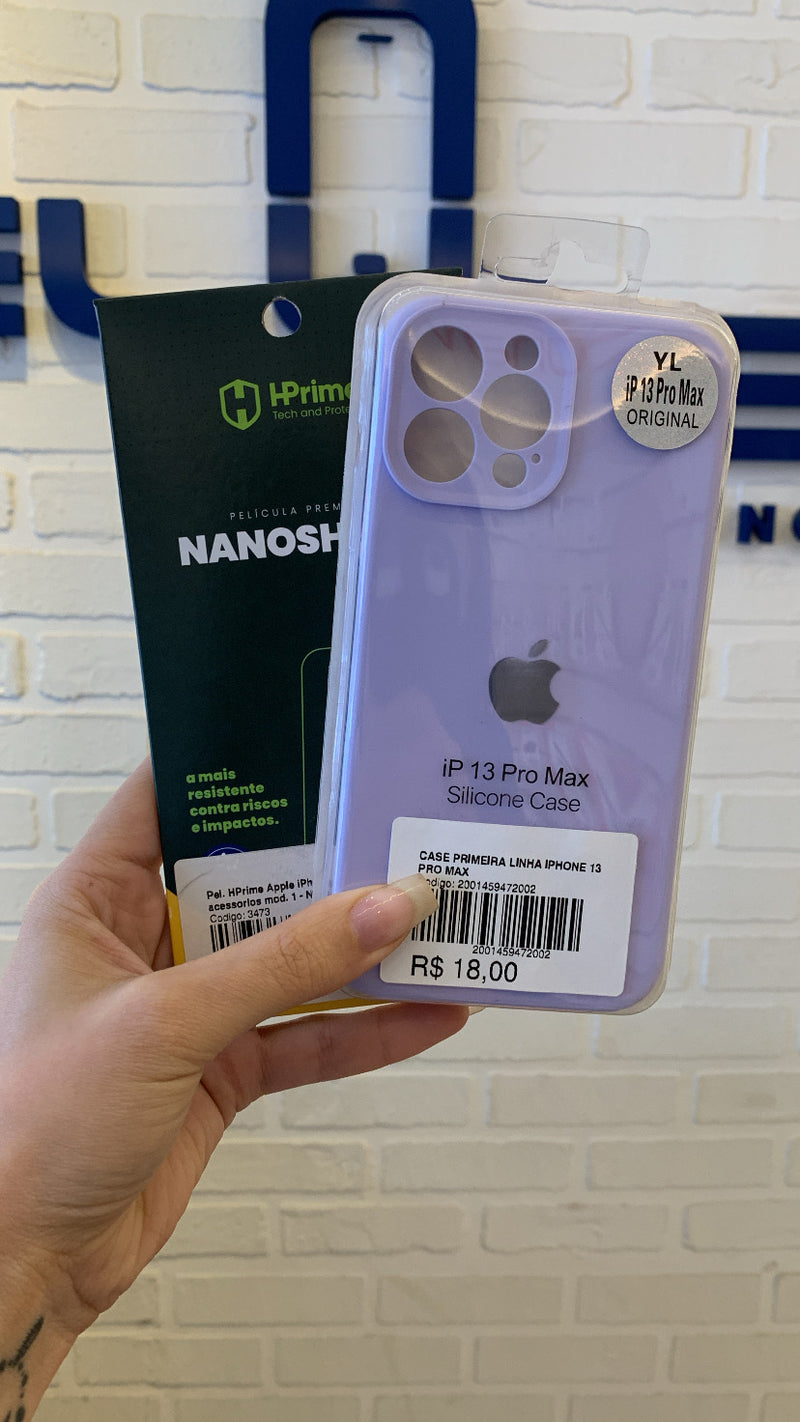 HPrime
Tech and Prote
PELÍCULA PREM
NANOSH
a mais
resistente
contra riscos
e impactos.
Pel. HPrime Apple iPh
acessorios mod. 1 - N
Codigo: 3473
YL
iP 13 Pro Max
ORIGINAL
iP 13 Pro Max
Silicone Case
CASE PRIMEIRA LINHA IPHONE 13
PRO MAX
odigo: 2001459472002
2001459472002
R$ 18,00